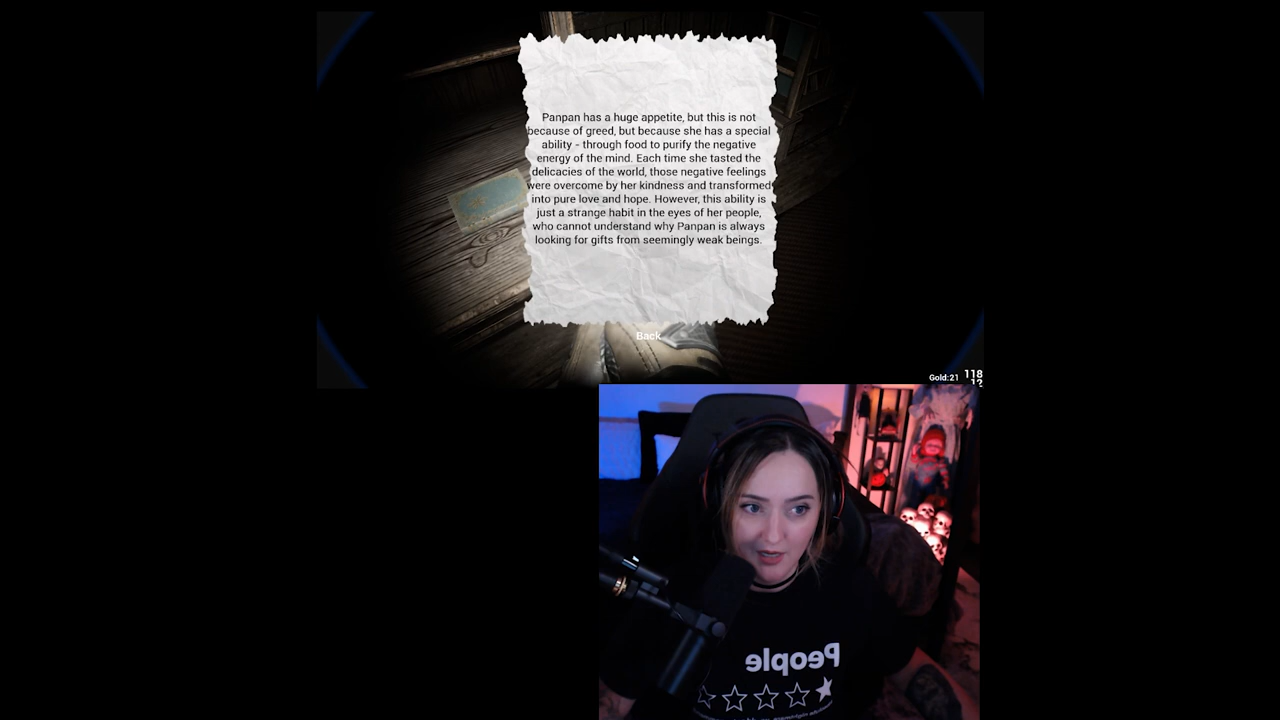 Panpan has a huge appetite, but this is not
because of greed, but because she has a special
ability - through food to purify the negative
energy of the mind. Each time she tasted the
delicacies of the world, those negative feelings
were overcome by her kindness and transformed
into pure love and hope. However, this ability is
just a strange habit in the eyes of her people,
who cannot understand why Panpan is always
looking for gifts from seemingly weak beings.
Back
Gold:21
118
12
People